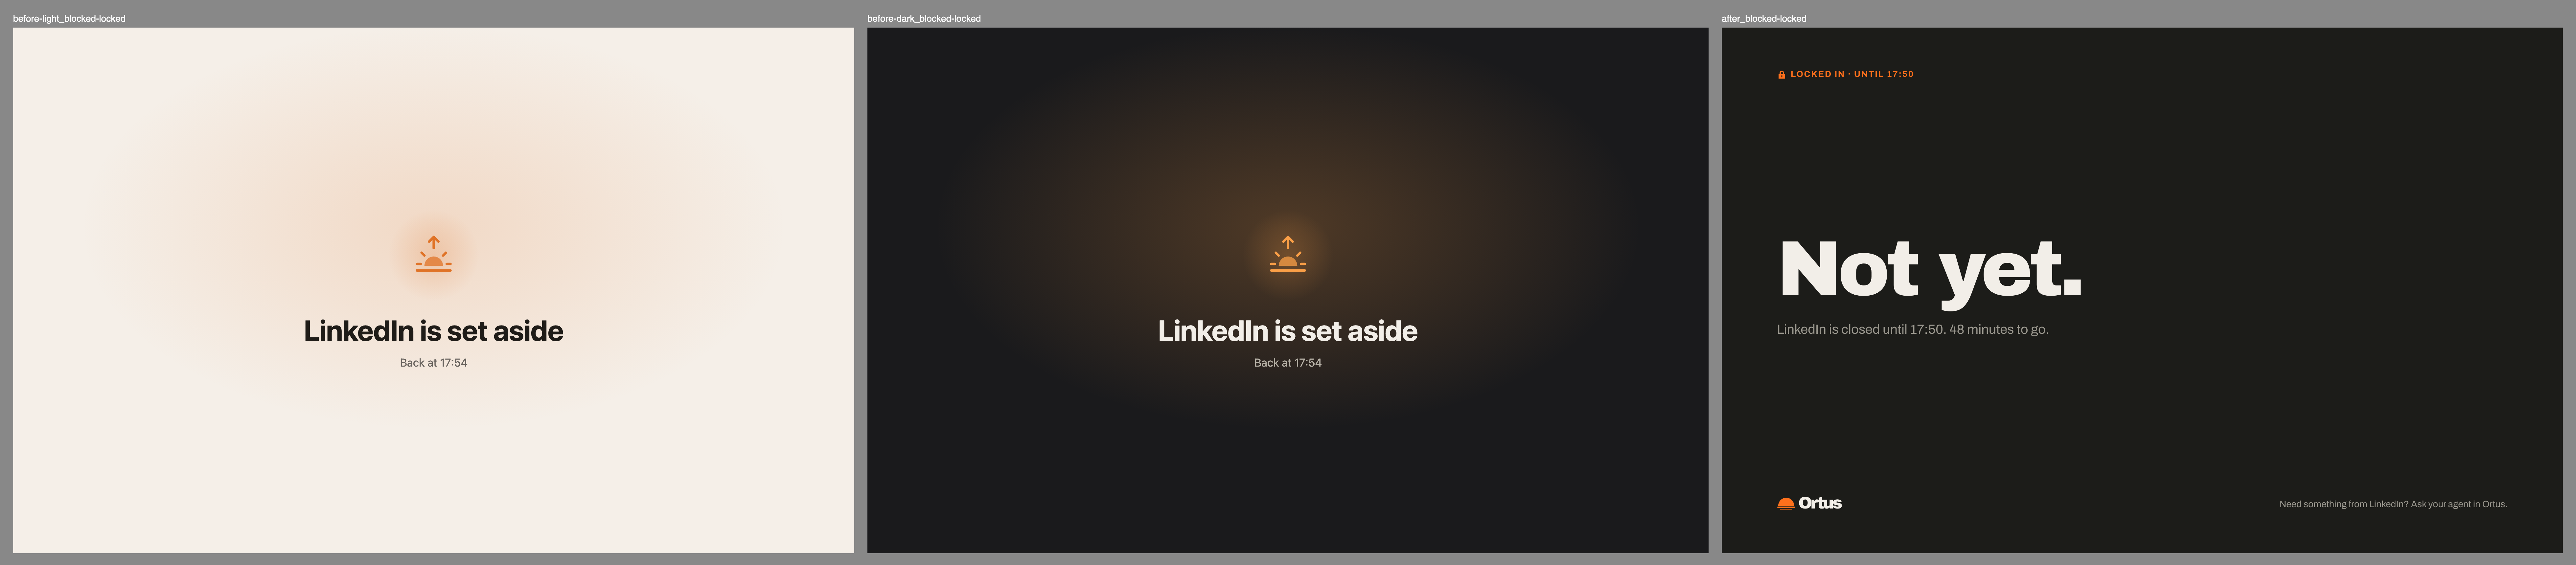 before-light_blocked-locked
LinkedIn is set aside
Back at 17:54
before-dark_blocked-locked
LinkedIn is set aside
Back at 17:54
after_blocked-locked
LOCKED IN · UNTIL 17:50
Not yet.
LinkedIn is closed until 17:50. 48 minutes to go.
Ortus
Need something from LinkedIn? Ask your agent in Ortus.